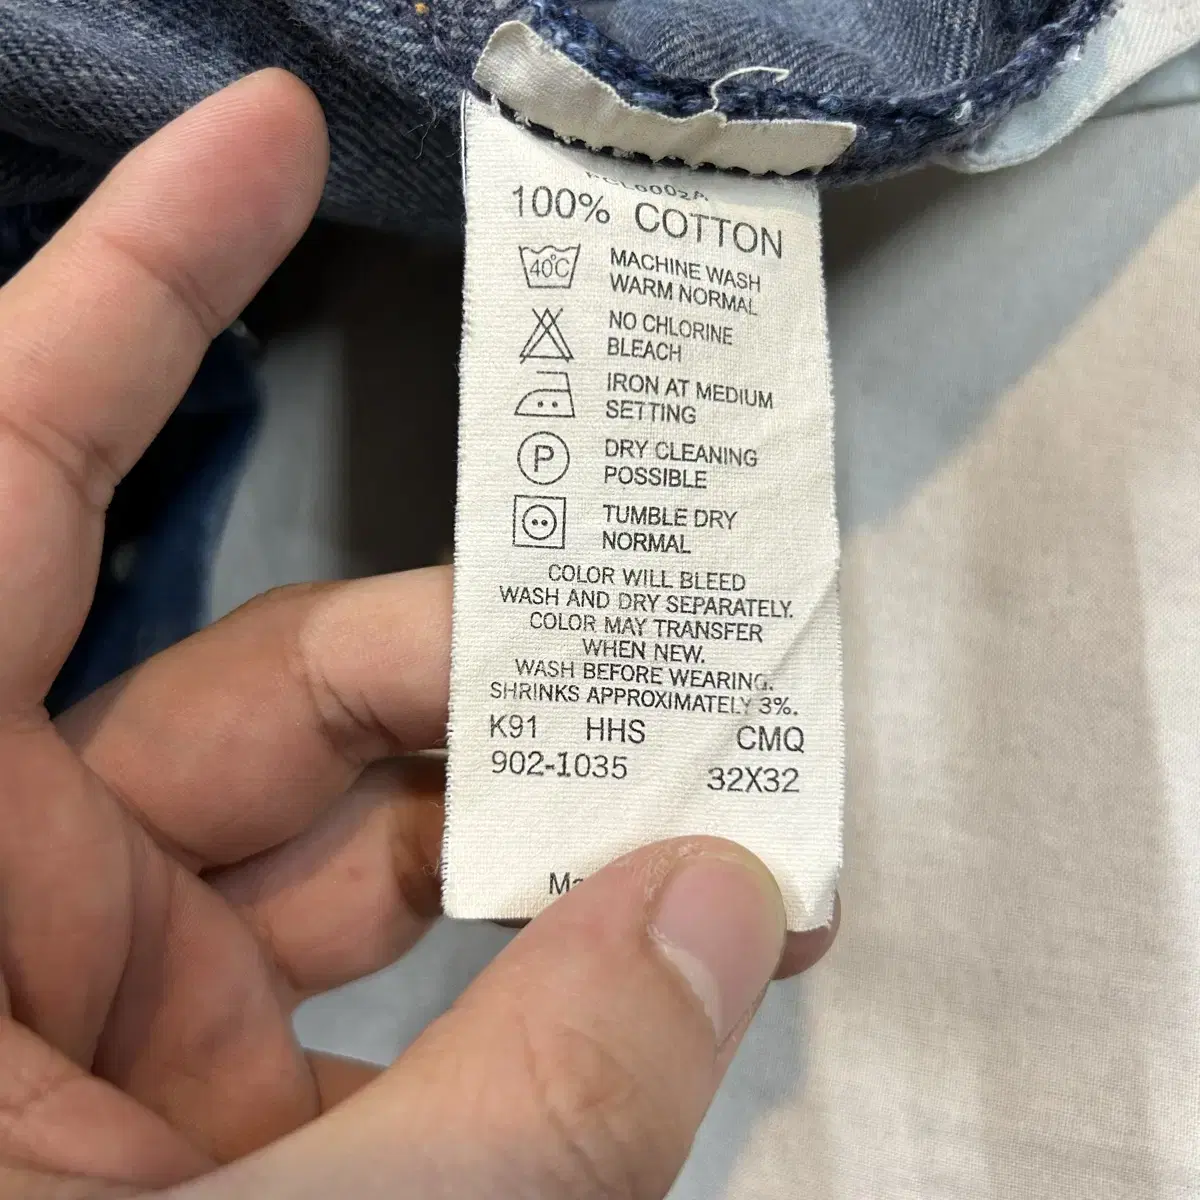 100% COTTON
40°C
MACHINE WASH
WARM NORMAL
NO CHLORINE
BLEACH
IRON AT MEDIUM
SETTING
P
DRY CLEANING
POSSIBLE
TUMBLE DRY
NORMAL
COLOR WILL BLEED
WASH AND DRY SEPARATELY.
COLOR MAY TRANSFER
WHEN NEW.
WASH BEFORE WEARING.
SHRINKS APPROXIMATELY 3%.
K91 HHS CMQ
902-1035 32X32